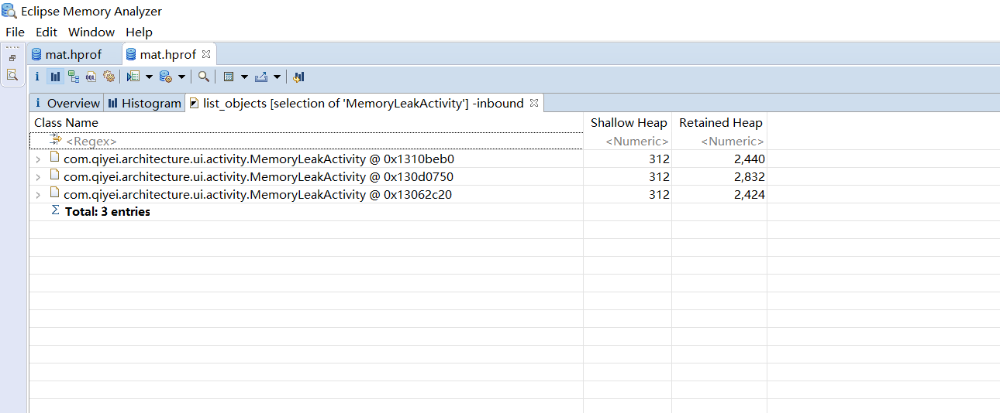 Eclipse Memory Analyzer
File Edit Window Help
mat.hprof mat.hprof
i OQL
i Overview Histogram list_objects [selection of 'MemoryLeakActivity'] -inbound
Class Name Shallow Heap Retained Heap
<Regex> <Numeric> <Numeric>
com.qiyei.architecture.ui.activity.MemoryLeakActivity @ 0x1310beb0 312 2,440
com.qiyei.architecture.ui.activity.MemoryLeakActivity @ 0x130d0750 312 2,832
com.qiyei.architecture.ui.activity.MemoryLeakActivity @ 0x13062c20 312 2,424
Σ Total: 3 entries